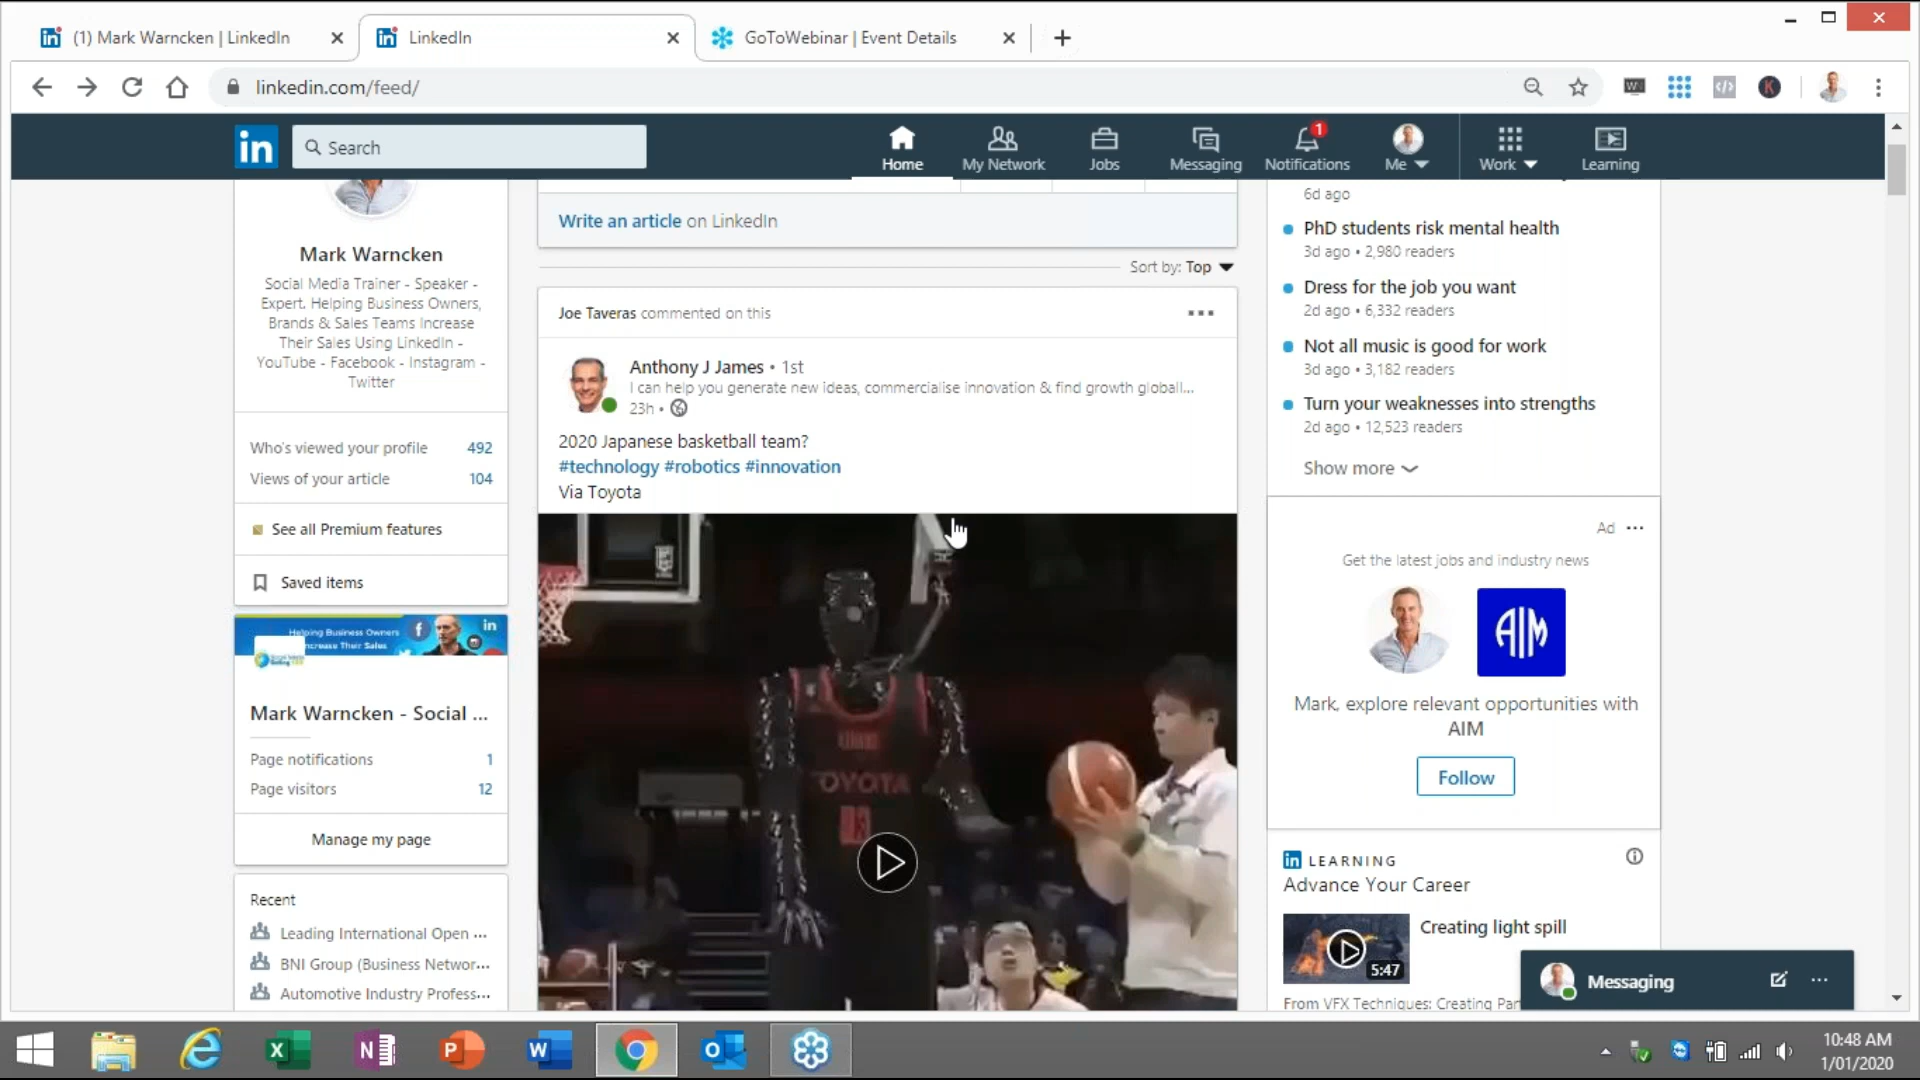 (1) Mark Warncken | LinkedIn
LinkedIn
GoToWebinar | Event Details
linkedin.com/feed/
in
Search
Home
My Network
Jobs
Messaging
1
Notifications
Me
Work
Learning
Mark Warncken
Social Media Trainer - Speaker -
Expert. Helping Business Owners,
Brands & Sales Teams Increase
Their Sales Using LinkedIn -
YouTube - Facebook - Instagram -
Twitter
Who's viewed your profile 492
Views of your article 104
See all Premium features
Saved items
Helping Business Owners
Increase Their Sales
Mark Warncken - Social ...
Page notifications 1
Page visitors 12
Manage my page
Recent
Leading International Open ...
BNI Group (Business Networ...
Automotive Industry Profess...
Write an article on LinkedIn
Sort by: Top
Joe Taveras commented on this
Anthony J James • 1st
I can help you generate new ideas, commercialise innovation & find growth globall...
23h •
2020 Japanese basketball team?
#technology #robotics #innovation
Via Toyota
TOYOTA
93
6d ago
PhD students risk mental health
3d ago • 2,980 readers
Dress for the job you want
2d ago • 6,332 readers
Not all music is good for work
3d ago • 3,182 readers
Turn your weaknesses into strengths
2d ago • 12,523 readers
Show more
Ad
Get the latest jobs and industry news
AIM
Mark, explore relevant opportunities with
AIM
Follow
in LEARNING
Advance Your Career
Creating light spill
5:47
From VFX Techniques: Creating Par
Messaging
10:48 AM
1/01/2020